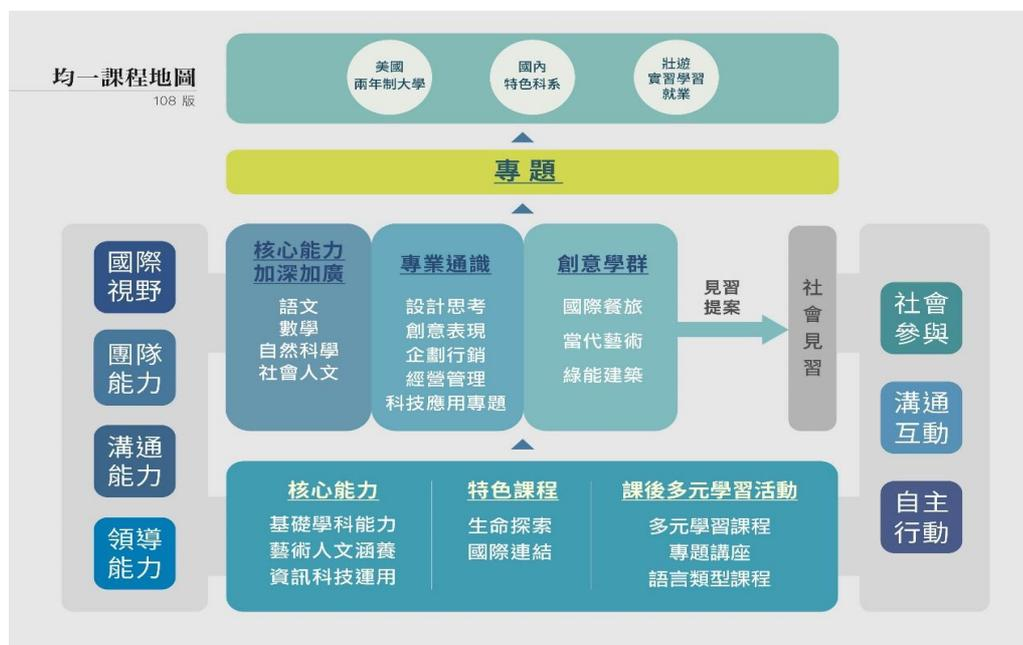 均一課程地圖
108 版
美國
兩年制大學
國內
特色科系
壯遊
實習學習
就業
專題
國際
視野
團隊
能力
溝通
能力
領導
能力
核心能力
加深加廣
語文
數學
自然科學
社會人文
專業通識
設計思考
創意表現
企劃行銷
經營管理
科技應用專題
創意學群
國際餐旅
當代藝術
綠能建築
見習
提案
社
會
見
習
核心能力
基礎學科能力
藝術人文涵養
資訊科技運用
特色課程
生命探索
國際連結
課後多元學習活動
多元學習課程
專題講座
語言類型課程
社會
參與
溝通
互動
自主
行動